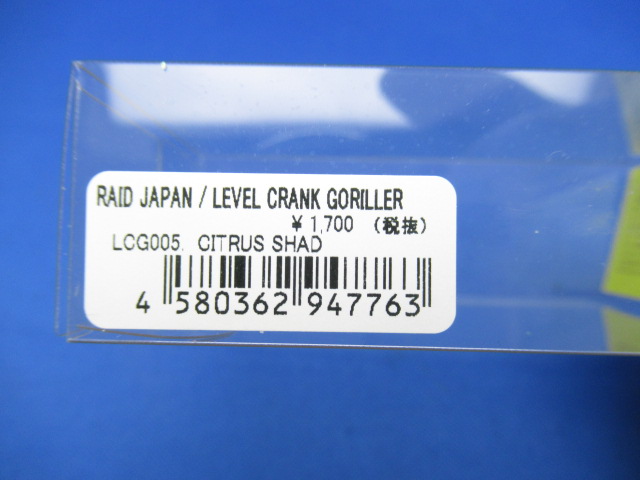 RAID JAPAN / LEVEL CRANK GORILLER
¥ 1,700 (税抜)
LCG005. CITRUS SHAD
4 580362 947763